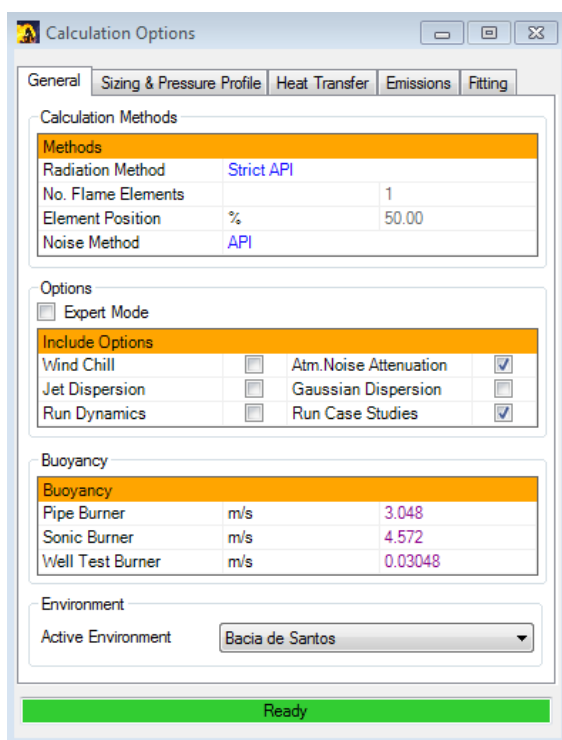 Calculation Options
General Sizing & Pressure Profile Heat Transfer Emissions Fitting
Calculation Methods
Methods
Radiation Method Strict API
No. Flame Elements 1
Element Position % 50.00
Noise Method API
Options
Expert Mode
Include Options
Wind Chill Atm.Noise Attenuation
Jet Dispersion Gaussian Dispersion
Run Dynamics Run Case Studies
Buoyancy
Buoyancy
Pipe Burner m/s 3.048
Sonic Burner m/s 4.572
Well Test Burner m/s 0.03048
Environment
Active Environment Bacia de Santos
Ready